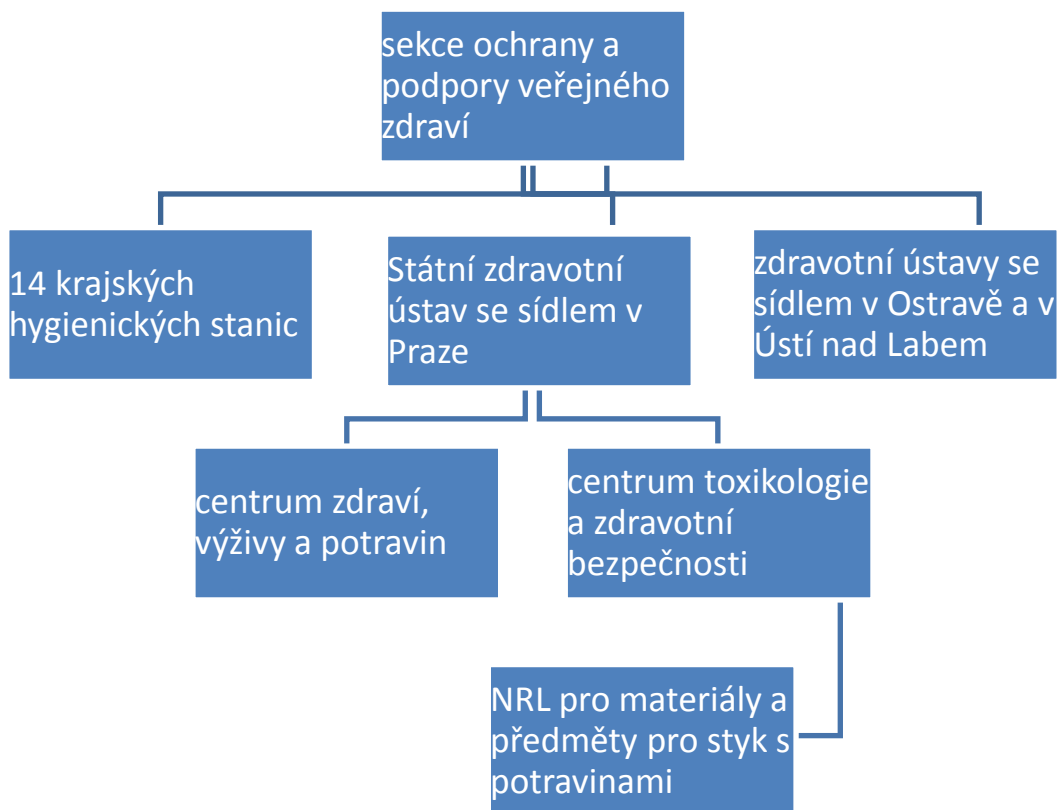 sekce ochrany a
podpory veřejného
zdraví
14 krajských
hygienických stanic
Státní zdravotní
ústav se sídlem v
Praze
zdravotní ústavy se
sídlem v Ostravě a v
Ústí nad Labem
centrum zdraví,
výživy a potravin
centrum toxikologie
a zdravotní
bezpečnosti
NRL pro materiály a
předměty pro styk s
potravinami